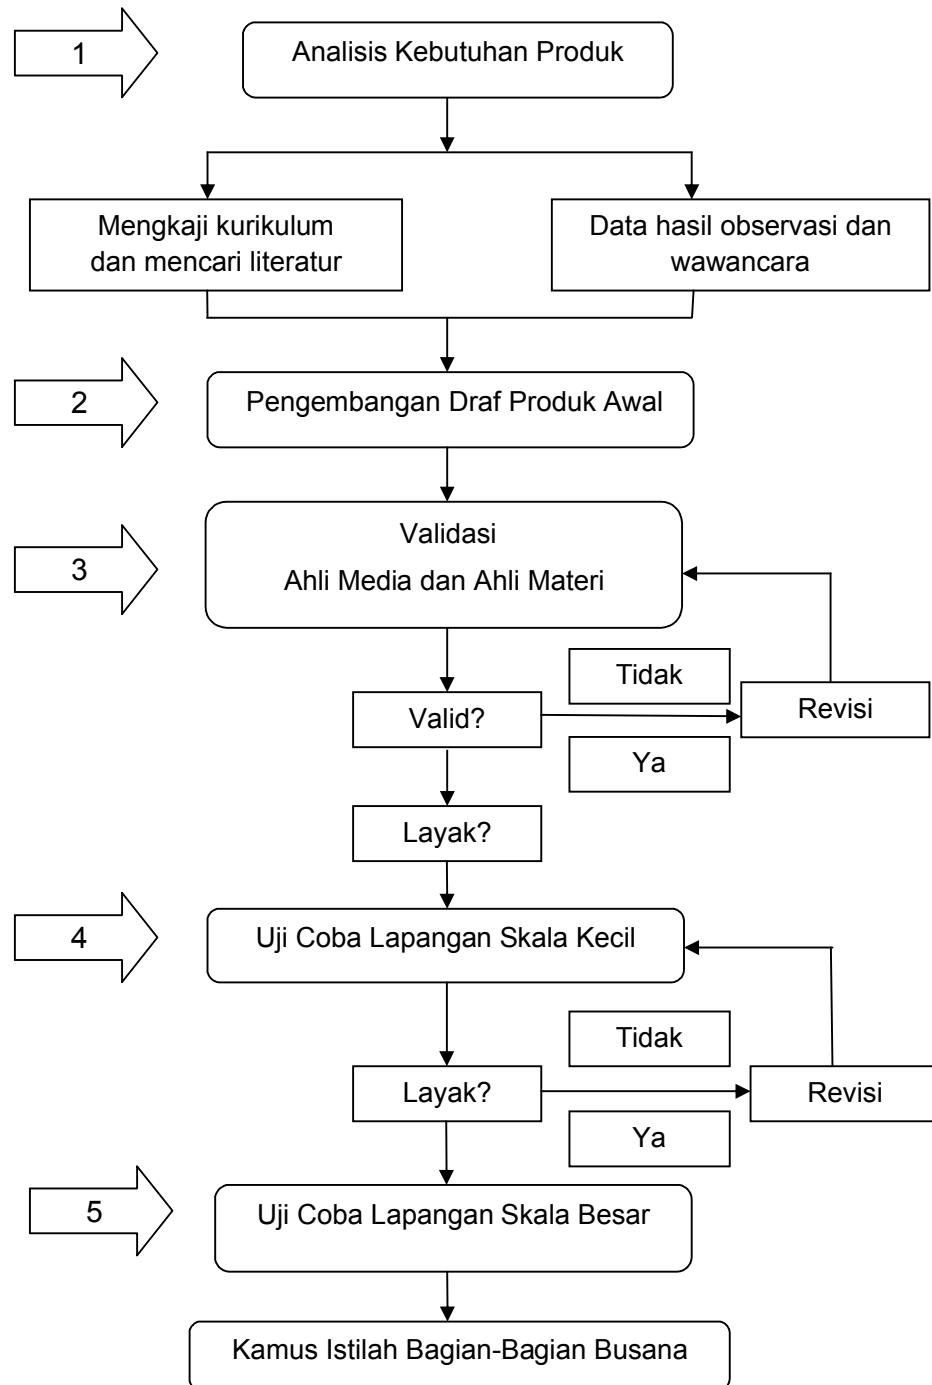 1
Analisis Kebutuhan Produk
Mengkaji kurikulum
dan mencari literatur
Data hasil observasi dan
wawancara
2
Pengembangan Draf Produk Awal
3
Validasi
Ahli Media dan Ahli Materi
Tidak
Valid?
Revisi
Ya
Layak?
4
Uji Coba Lapangan Skala Kecil
Tidak
Layak?
Revisi
Ya
5
Uji Coba Lapangan Skala Besar
Kamus Istilah Bagian-Bagian Busana